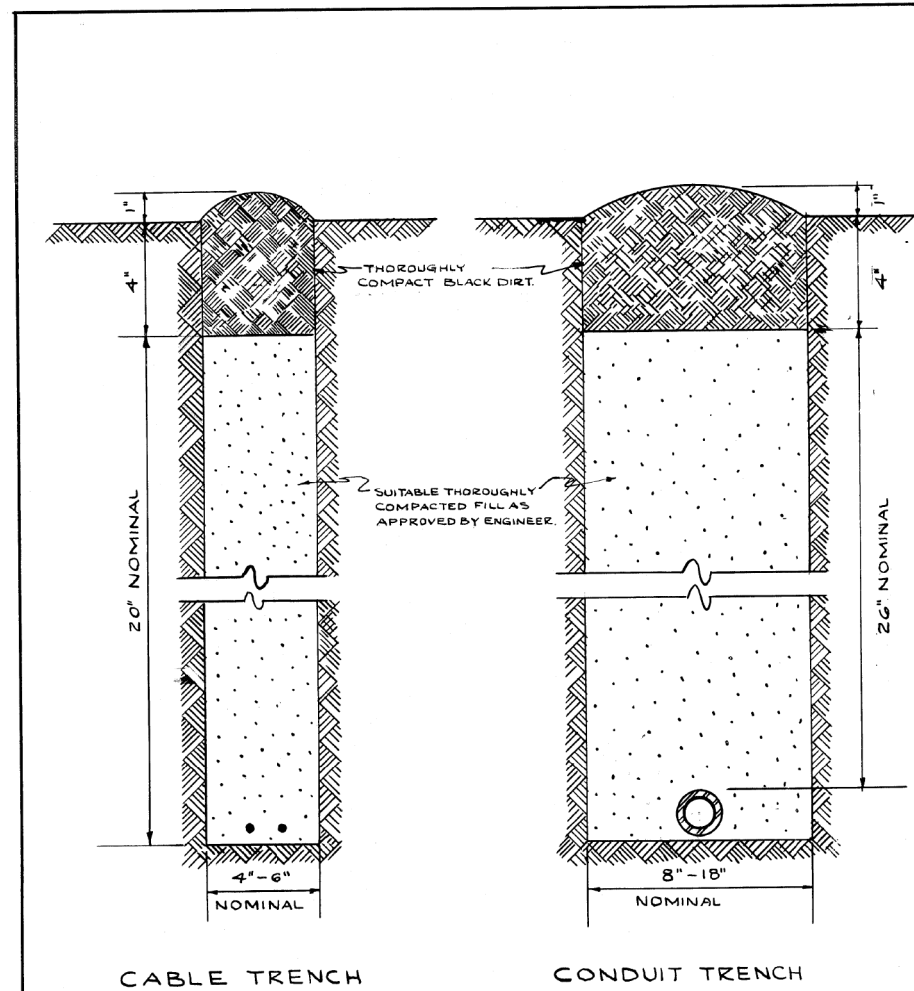 1"
1"
4"
4"
THOROUGHLY
COMPACT BLACK DIRT.
20" NOMINAL
SUITABLE THOROUGHLY
COMPACTED FILL AS
APPROVED BY ENGINEER.
26" NOMINAL
4"-6"
NOMINAL
8"-18"
NOMINAL
CABLE TRENCH
CONDUIT TRENCH